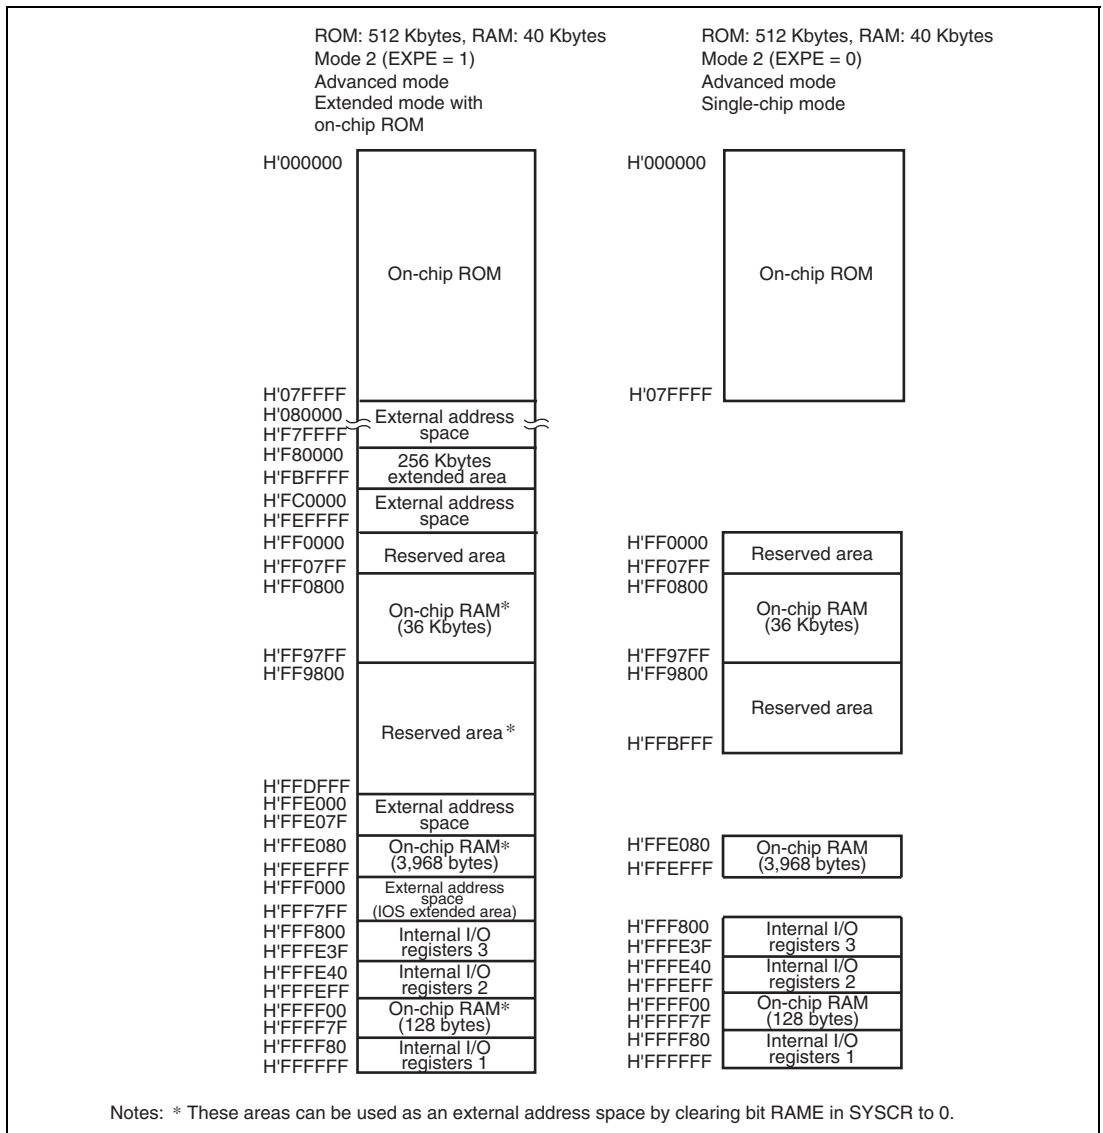 ROM: 512 Kbytes, RAM: 40 Kbytes
Mode 2 (EXPE = 1)
Advanced mode
Extended mode with
on-chip ROM
H'000000
On-chip ROM
H'07FFFF
H'080000
External address
space
H'F7FFFF
H'F80000
256 Kbytes
extended area
H'FBFFFF
H'FC0000
External address
space
H'FEFFFF
H'FF0000
Reserved area
H'FF07FF
H'FF0800
On-chip RAM*
(36 Kbytes)
H'FF97FF
H'FF9800
Reserved area*
H'FFDFFF
H'FFE000
External address
space
H'FFE07F
H'FFE080
On-chip RAM*
(3,968 bytes)
H'FFEFFF
H'FFF000
External address
space
(IOS extended area)
H'FFF7FF
H'FFF800
Internal I/O
registers 3
H'FFFE3F
H'FFFE40
Internal I/O
registers 2
H'FFFEFF
H'FFFF00
On-chip RAM*
(128 bytes)
H'FFFF7F
H'FFFF80
Internal I/O
registers 1
H'FFFFFF
ROM: 512 Kbytes, RAM: 40 Kbytes
Mode 2 (EXPE = 0)
Advanced mode
Single-chip mode
H'000000
On-chip ROM
H'07FFFF
H'FF0000
Reserved area
H'FF07FF
H'FF0800
On-chip RAM
(36 Kbytes)
H'FF97FF
H'FF9800
Reserved area
H'FFBFFF
H'FFE080
On-chip RAM
(3,968 bytes)
H'FFEFFF
H'FFF800
Internal I/O
registers 3
H'FFFE3F
H'FFFE40
Internal I/O
registers 2
H'FFFEFF
H'FFFF00
On-chip RAM
(128 bytes)
H'FFFF7F
H'FFFF80
Internal I/O
registers 1
H'FFFFFF
Notes: * These areas can be used as an external address space by clearing bit RAME in SYSCR to 0.